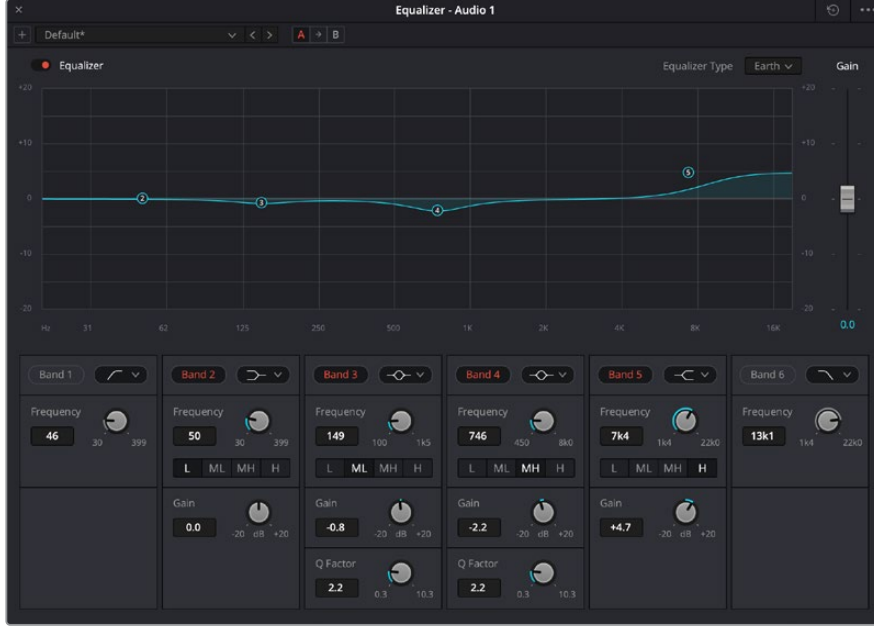 Equalizer - Audio 1
Default*
A
B
Equalizer
Equalizer Type
Earth
Gain
+20
+20
+10
+10
0
0
-10
-10
-20
-20
2
3
4
5
Hz 31 62 125 250 500 1K 2K 4K 8K 16K
0.0
Band 1 Band 2 Band 3 Band 4 Band 5 Band 6
Frequency Frequency Frequency Frequency Frequency Frequency
46 50 149 746 7k4 13k1
30 399 30 399 100 1k5 450 8k0 1k4 22k0 1k4 22k0
L ML MH H L ML MH H L ML MH H L ML MH H
Gain Gain Gain Gain
0.0 -0.8 -2.2 +4.7
-20 dB +20 -20 dB +20 -20 dB +20 -20 dB +20
Q Factor Q Factor
2.2 2.2
0.3 10.3 0.3 10.3